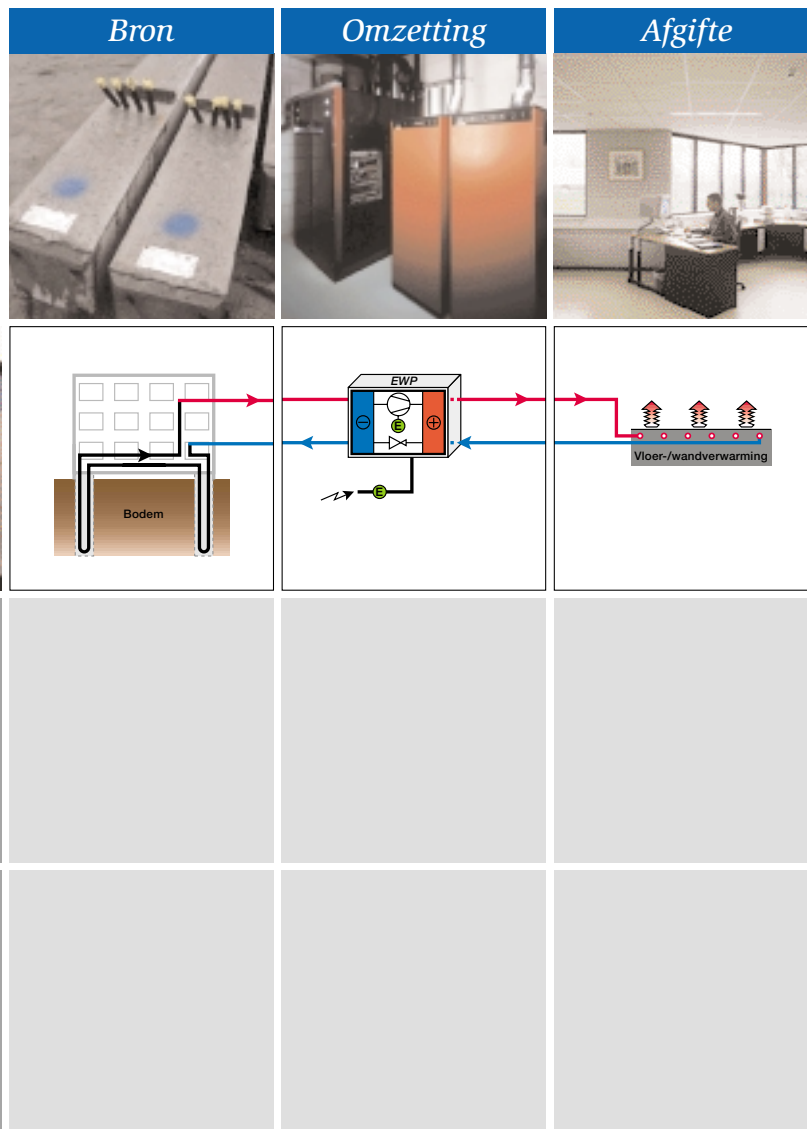 Bron
Omzetting
Afgifte
EWP
E
E
Bodem
Vloer-/wandverwarming